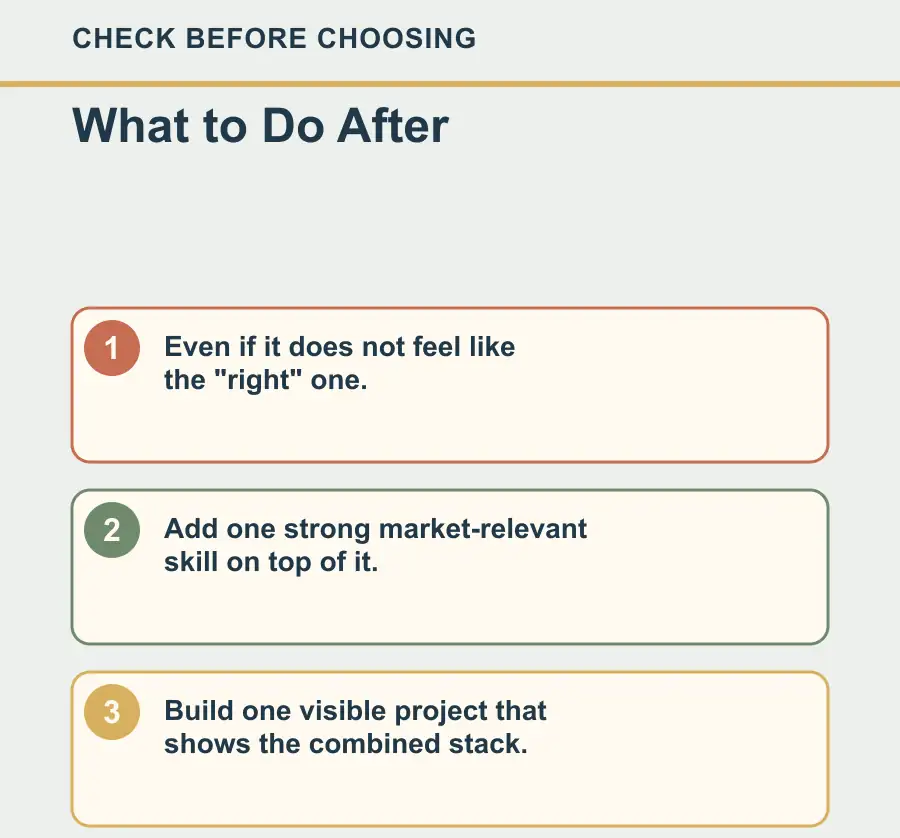 CHECK BEFORE CHOOSING
What to Do After
1
Even if it does not feel like
the "right" one.
2
Add one strong market-relevant
skill on top of it.
3
Build one visible project that
shows the combined stack.